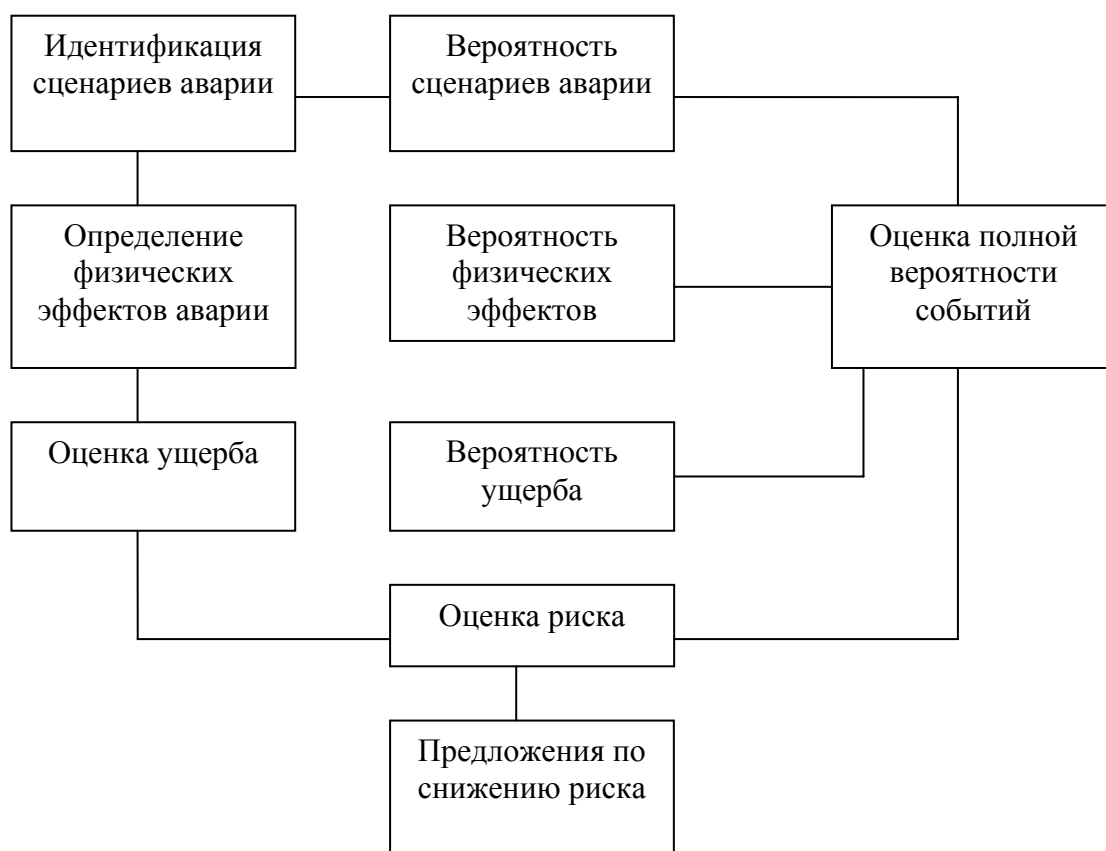 Идентификация
сценариев аварии
Вероятность
сценариев аварии
Определение
физических
эффектов аварии
Вероятность
физических
эффектов
Оценка полной
вероятности
событий
Оценка ущерба
Вероятность
ущерба
Оценка риска
Предложения по
снижению риска